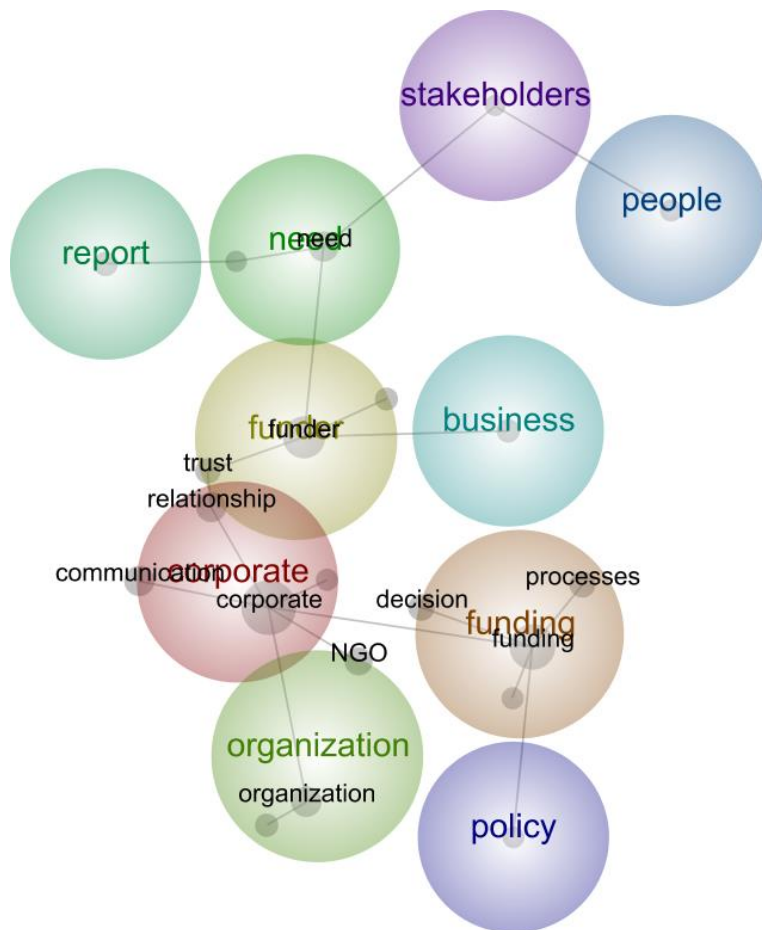 stakeholders
people
need
need
report
business
funder
funder
trust
relationship
corporate
communication
corporate
processes
decision
funding
funding
NGO
organization
organization
policy